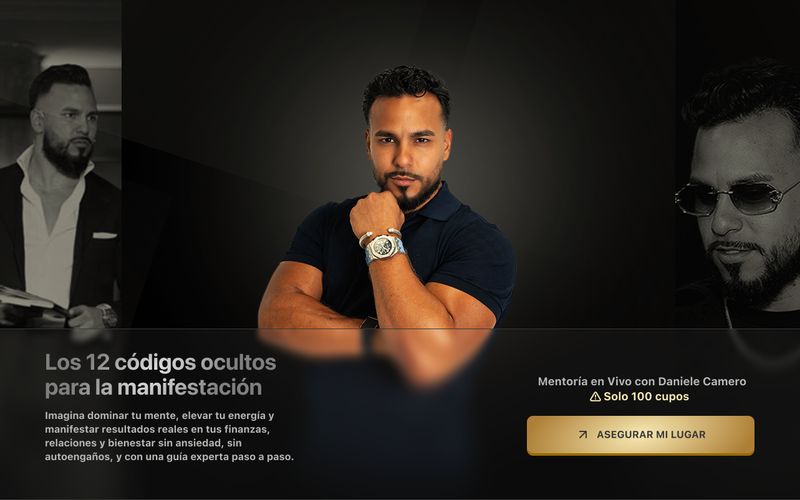 Los 12 códigos ocultos
para la manifestación
Imagina dominar tu mente, elevar tu energía y
manifestar resultados reales en tus finanzas,
relaciones y bienestar sin ansiedad, sin
autoengaños, y con una guía experta paso a paso.
Mentoría en Vivo con Daniele Camero
Solo 100 cupos
ASEGURAR MI LUGAR